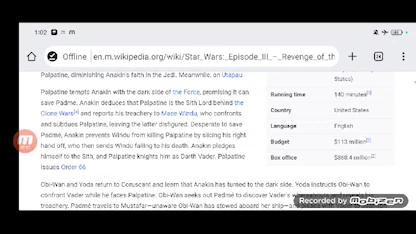 1:02
Offline en.m.wikipedia.org/wiki/Star_Wars:_Episode_III_–_Revenge_of_th
Palpatine, diminishing Anakin's faith in the Jedi. Meanwhile, on Utapau
States)
Palpatine tempts Anakin with the dark side of the Force, promising it can
save Padmé. Anakin deduces that Palpatine is the Sith Lord behind
the Clone Wars and reports his treachery to Mace Windu, who confronts
and subdues Palpatine, leaving the latter disfigured. Desperate to save
Padmé, Anakin prevents Windu from killing Palpatine by slicing his right
hand off, who then sends Windu falling to his death. Anakin pledges
himself to the Sith, and Palpatine knights him as Darth Vader. Palpatine
issues Order 66
Running time 140 minutes
Country United States
Language English
Budget $113 million
Box office $868.4 million
Obi-Wan and Yoda return to Coruscant and learn that Anakin has turned to the dark side. Yoda instructs Obi-Wan to
confront Vader while he faces Palpatine. Obi-Wan seeks out Padmé to discover Vader's
treachery. Padmé travels to Mustafar—unaware Obi-Wan has stowed aboard her ship—and
Recorded by mobizen